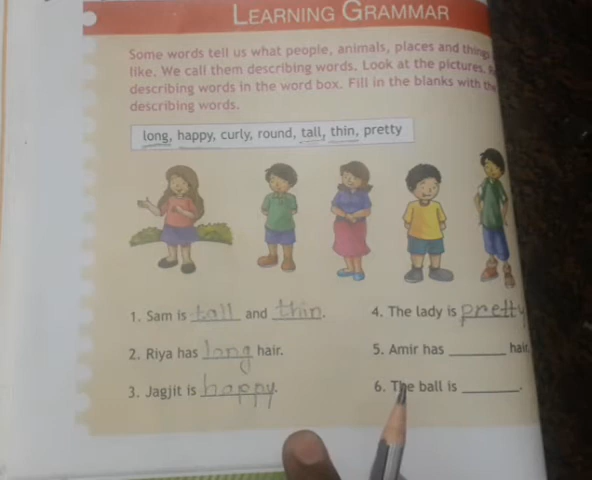 LEARNING GRAMMAR
Some words tell us what people, animals, places and things
like. We call them describing words. Look at the pictures,
describing words in the word box. Fill in the blanks with the
describing words.
long, happy, curly, round, tall, thin, pretty
1. Sam is tall and thin.
2. Riya has long hair.
3. Jagjit is happy.
4. The lady is pretty
5. Amir has ______ hair.
6. The ball is ______.